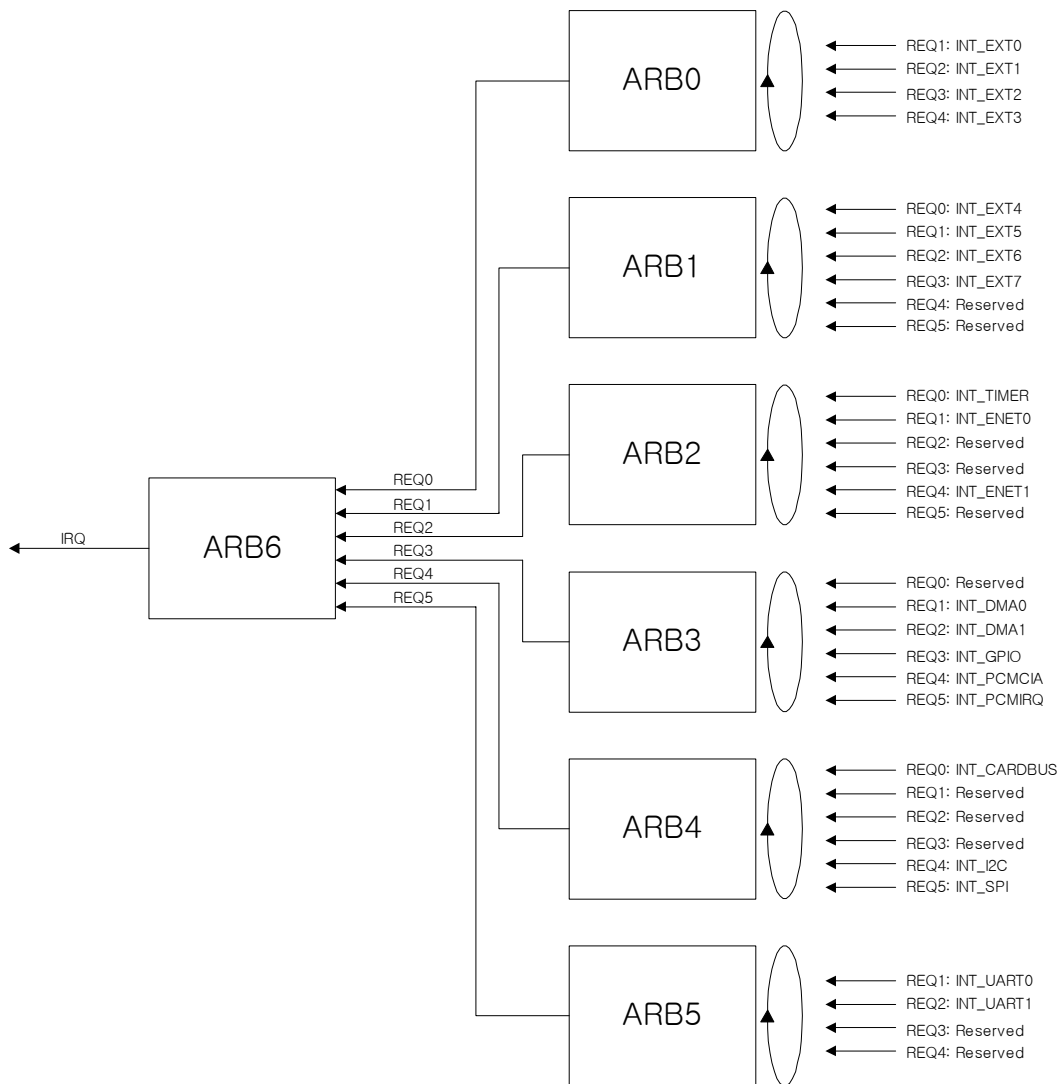 ARB0
REQ1: INT_EXT0
REQ2: INT_EXT1
REQ3: INT_EXT2
REQ4: INT_EXT3
ARB1
REQ0: INT_EXT4
REQ1: INT_EXT5
REQ2: INT_EXT6
REQ3: INT_EXT7
REQ4: Reserved
REQ5: Reserved
ARB2
REQ0: INT_TIMER
REQ1: INT_ENET0
REQ2: Reserved
REQ3: Reserved
REQ4: INT_ENET1
REQ5: Reserved
IRQ
ARB6
REQ0
REQ1
REQ2
REQ3
REQ4
REQ5
ARB3
REQ0: Reserved
REQ1: INT_DMA0
REQ2: INT_DMA1
REQ3: INT_GPIO
REQ4: INT_PCMCIA
REQ5: INT_PCMIRQ
ARB4
REQ0: INT_CARDBUS
REQ1: Reserved
REQ2: Reserved
REQ3: Reserved
REQ4: INT_I2C
REQ5: INT_SPI
ARB5
REQ1: INT_UART0
REQ2: INT_UART1
REQ3: Reserved
REQ4: Reserved